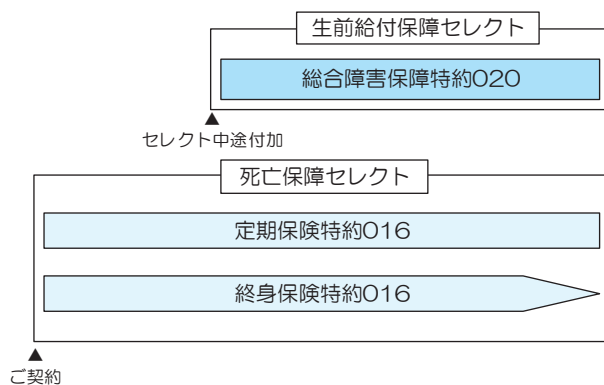 生前給付保障セレクト
総合障害保障特約020
▲
セレクト中途付加
死亡保障セレクト
定期保険特約016
終身保険特約016
▲
ご契約